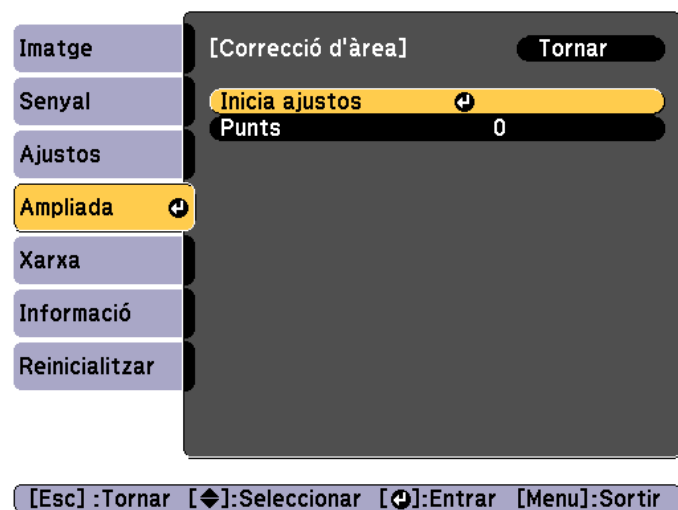 Imatge
Senyal
Ajustos
Ampliada
Xarxa
Informació
Reinicialitzar
[Correcció d'àrea] Tornar
Inicia ajustos
Punts 0
[Esc] :Tornar [◆]:Seleccionar [⏎]:Entrar [Menu]:Sortir